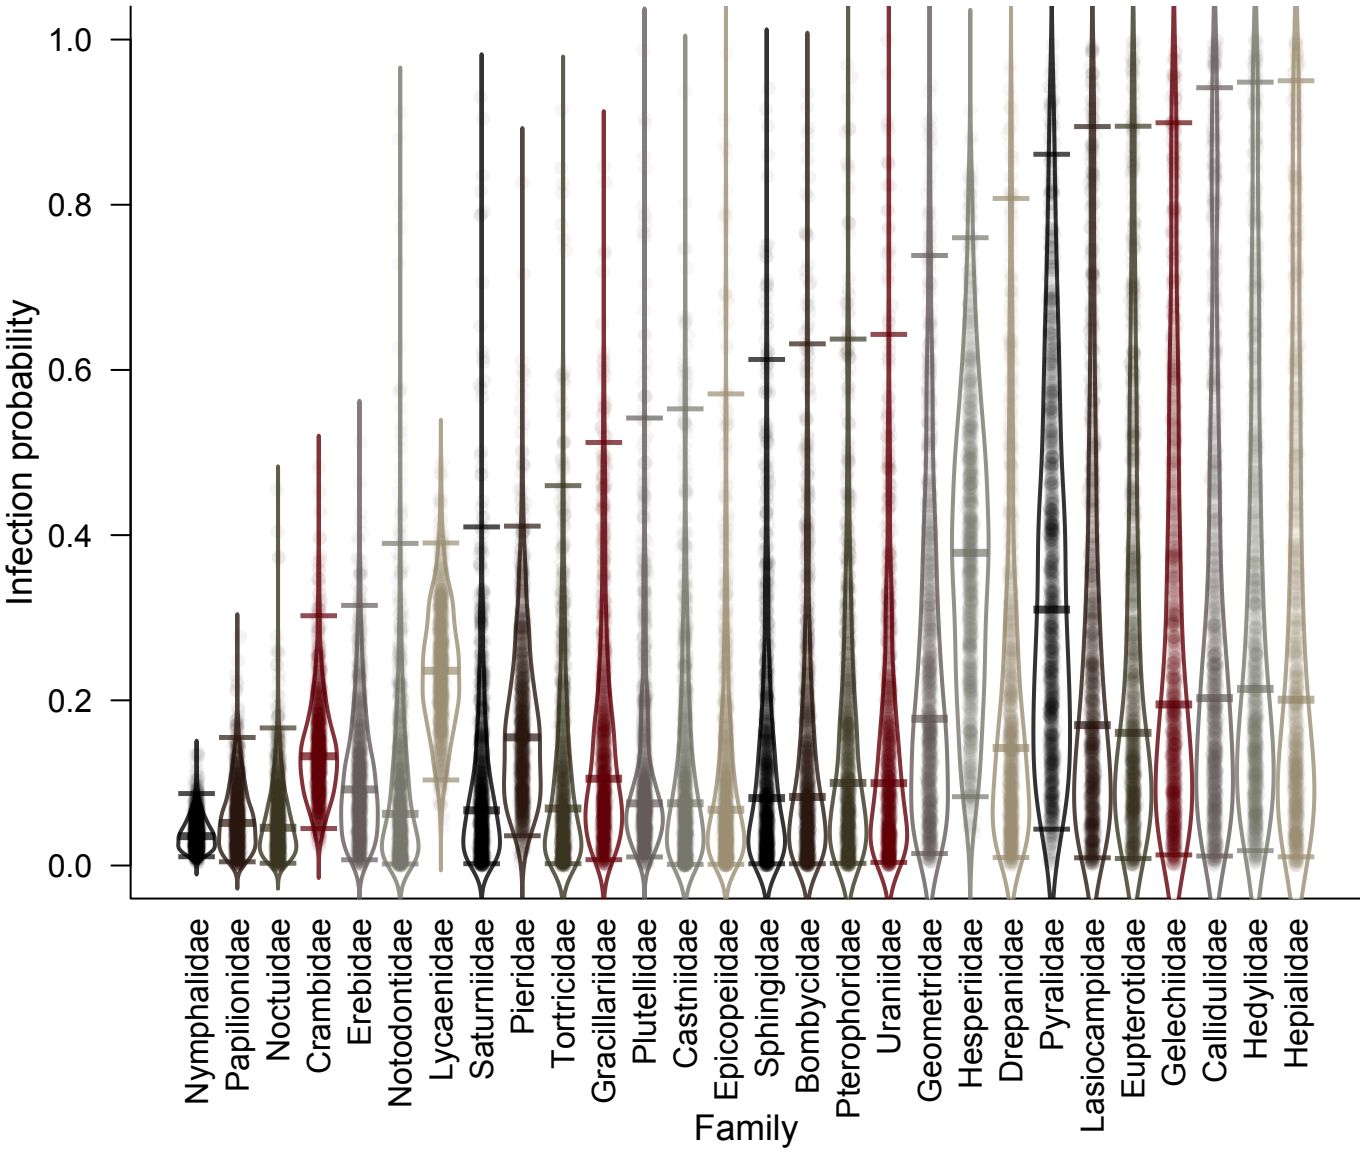 1.0
0.8
0.6
0.4
0.2
0.0
Infection probability
Nymphalidae
Papilionidae
Noctuidae
Crambidae
Erebidae
Notodontidae
Lycaenidae
Saturniidae
Pieridae
Tortricidae
Gracillariidae
Plutellidae
Castniidae
Epicopeiidae
Sphingidae
Bombycidae
Pterophoridae
Uraniidae
Geometridae
Hesperiidae
Drepanidae
Pyralidae
Lasiocampidae
Eupterotidae
Gelechiidae
Callidulidae
Hedylidae
Hepialidae
Family